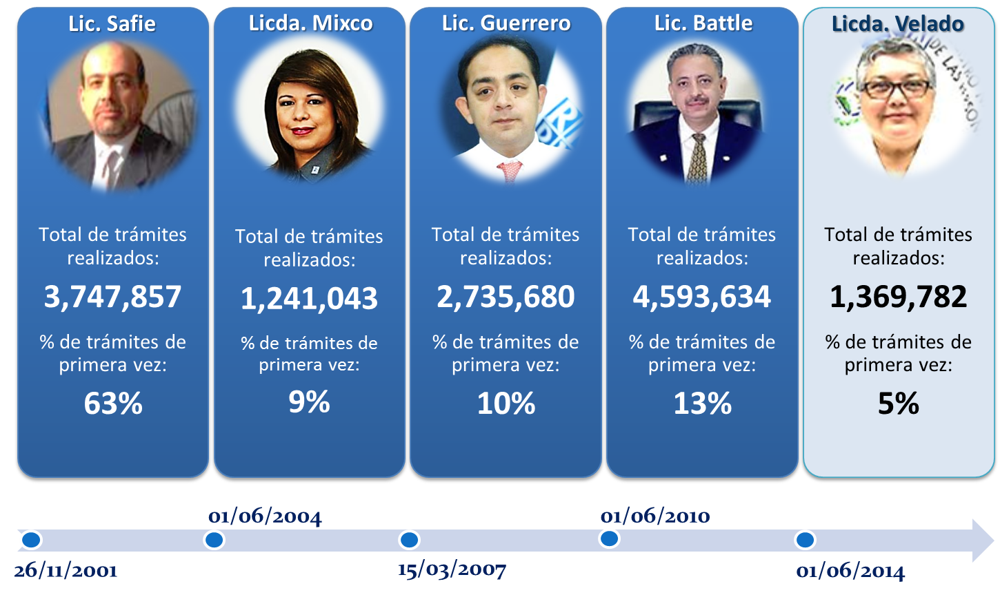 Lic. Safie
Total de trámites
realizados:
3,747,857
% de trámites de
primera vez:
63%
Licda. Mixco
Total de trámites
realizados:
1,241,043
% de trámites de
primera vez:
9%
Lic. Guerrero
Total de trámites
realizados:
2,735,680
% de trámites de
primera vez:
10%
Lic. Battle
Total de trámites
realizados:
4,593,634
% de trámites de
primera vez:
13%
Licda. Velado
DE LAS
Total de trámites
realizados:
1,369,782
% de trámites de
primera vez:
5%
26/11/2001
01/06/2004
15/03/2007
01/06/2010
01/06/2014